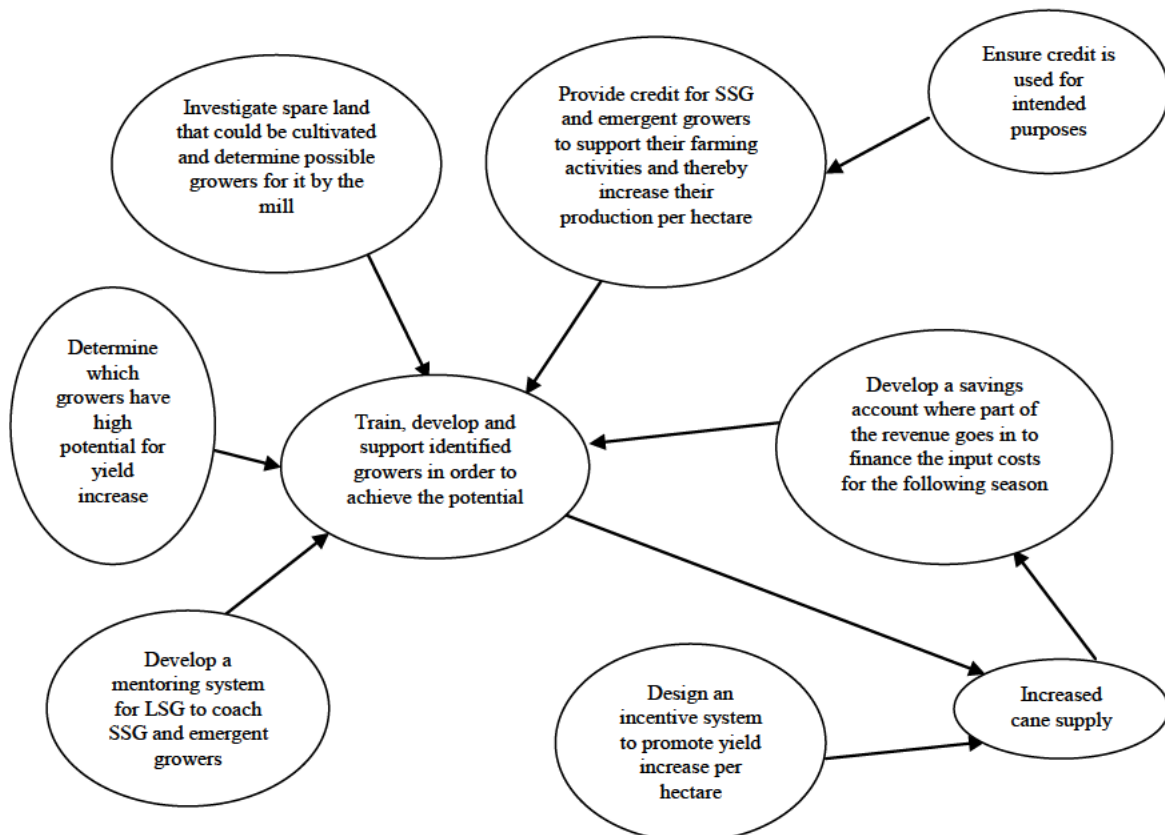 Investigate spare land
that could be cultivated
and determine possible
growers for it by the
mill
Provide credit for SSG
and emergent growers
to support their farming
activities and thereby
increase their
production per hectare
Ensure credit is
used for
intended
purposes
Determine
which
growers have
high
potential for
yield
increase
Train, develop and
support identified
growers in order to
achieve the potential
Develop a savings
account where part of
the revenue goes in to
finance the input costs
for the following season
Develop a
mentoring system
for LSG to coach
SSG and emergent
growers
Design an
incentive system
to promote yield
increase per
hectare
Increased
cane supply